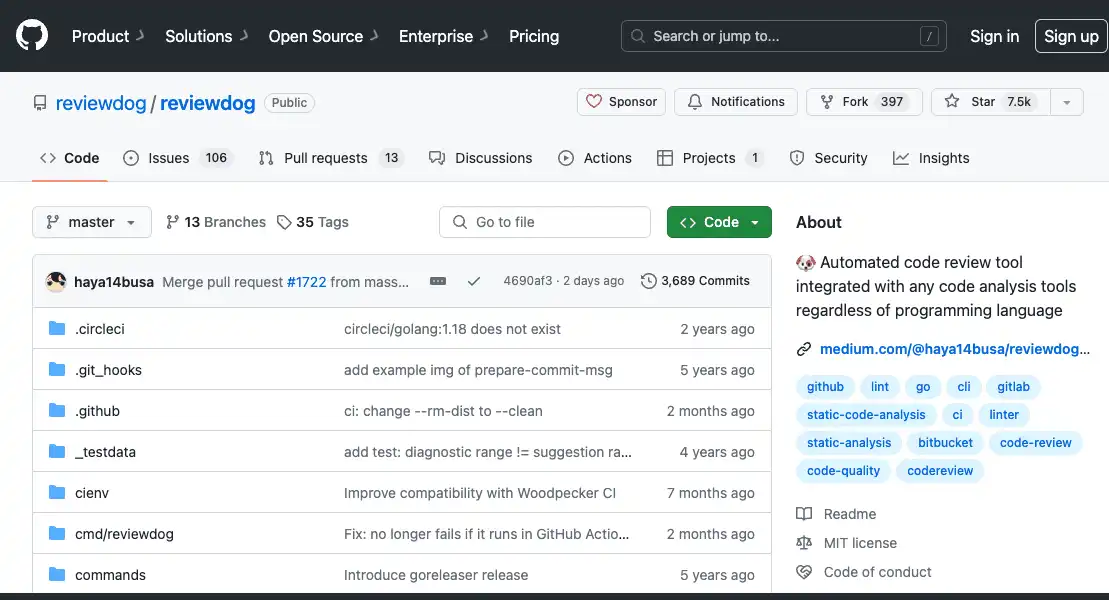 Product Solutions Open Source Enterprise Pricing Search or jump to... / Sign in Sign up
reviewdog / reviewdog Public Sponsor Notifications Fork 397 Star 7.5k
Code Issues 106 Pull requests 13 Discussions Actions Projects 1 Security Insights
master 13 Branches 35 Tags Go to file Code
haya14busa Merge pull request #1722 from mass... 4690af3 · 2 days ago 3,689 Commits
.circleci circleci/golang:1.18 does not exist 2 years ago
.git_hooks add example img of prepare-commit-msg 5 years ago
.github ci: change --rm-dist to --clean 2 months ago
_testdata add test: diagnostic range != suggestion ra... 4 years ago
cienv Improve compatibility with Woodpecker CI 7 months ago
cmd/reviewdog Fix: no longer fails if it runs in GitHub Actio... 2 months ago
commands Introduce goreleaser release 5 years ago
About
Automated code review tool
integrated with any code analysis tools
regardless of programming language
medium.com/@haya14busa/reviewdog...
github lint go cli gitlab
static-code-analysis ci linter
static-analysis bitbucket code-review
code-quality codereview
Readme
MIT license
Code of conduct